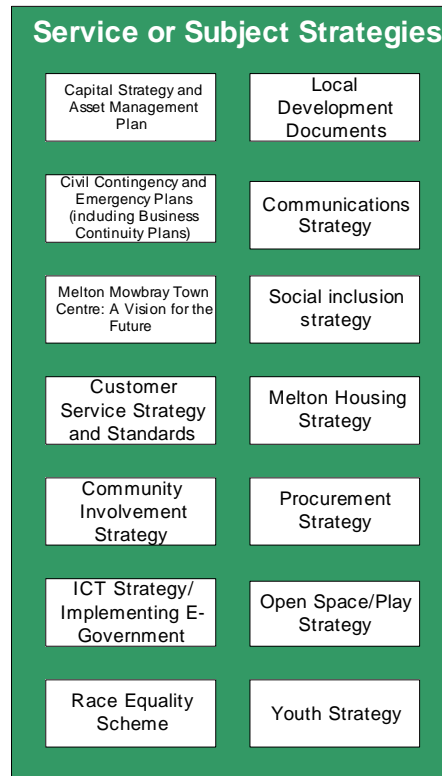 Service or Subject Strategies
Capital Strategy and
Asset Management
Plan
Local
Development
Documents
Civil Contingency and
Emergency Plans
(including Business
Continuity Plans)
Communications
Strategy
Melton Mowbray Town
Centre: A Vision for the
Future
Social inclusion
strategy
Customer
Service Strategy
and Standards
Melton Housing
Strategy
Community
Involvement
Strategy
Procurement
Strategy
ICT Strategy/
Implementing E-
Government
Open Space/Play
Strategy
Race Equality
Scheme
Youth Strategy